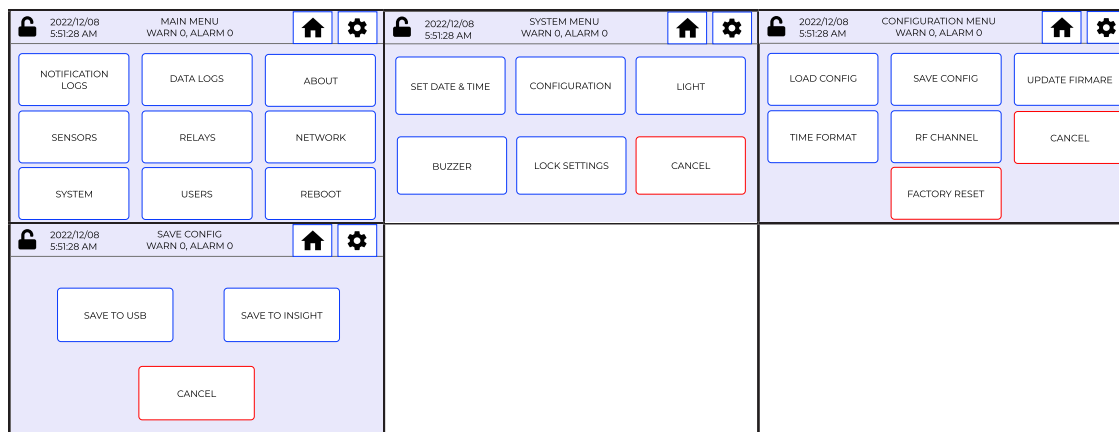 2022/12/08
5:51:28 AM
MAIN MENU
WARN 0, ALARM 0
NOTIFICATION
LOGS
DATA LOGS
ABOUT
SENSORS
RELAYS
NETWORK
SYSTEM
USERS
REBOOT
2022/12/08
5:51:28 AM
SYSTEM MENU
WARN 0, ALARM 0
SET DATE & TIME
CONFIGURATION
LIGHT
BUZZER
LOCK SETTINGS
CANCEL
2022/12/08
5:51:28 AM
CONFIGURATION MENU
WARN 0, ALARM 0
LOAD CONFIG
SAVE CONFIG
UPDATE FIRMARE
TIME FORMAT
RF CHANNEL
CANCEL
FACTORY RESET
2022/12/08
5:51:28 AM
SAVE CONFIG
WARN 0, ALARM 0
SAVE TO USB
SAVE TO INSIGHT
CANCEL